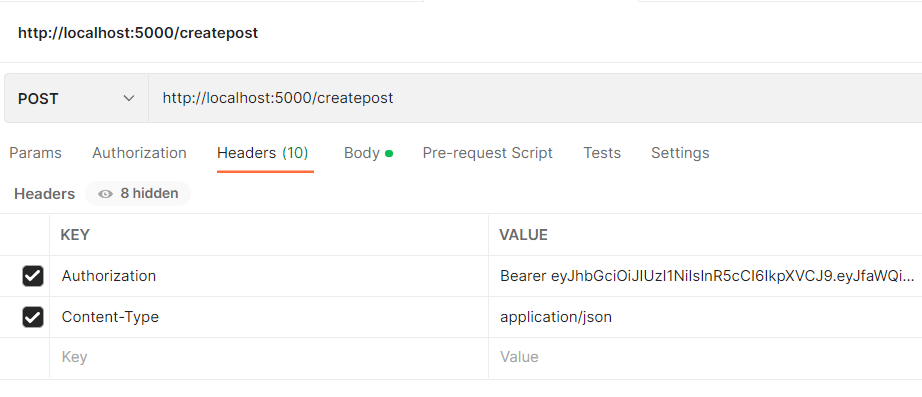 http://localhost:5000/createpost
POST http://localhost:5000/createpost
Params Authorization Headers (10) Body Pre-request Script Tests Settings
Headers 8 hidden
KEY VALUE
Authorization Bearer eyJhbGciOiJIUzI1NiIsInR5cCI6IkpXVCJ9.eyJfaWQi...
Content-Type application/json
Key Value